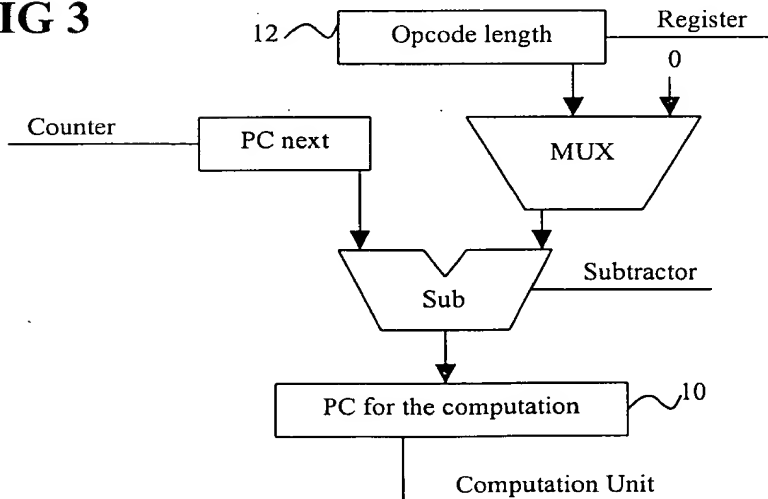 IG 3
12
Opcode length
Register
0
Counter
PC next
MUX
Subtractor
Sub
PC for the computation
10
Computation Unit